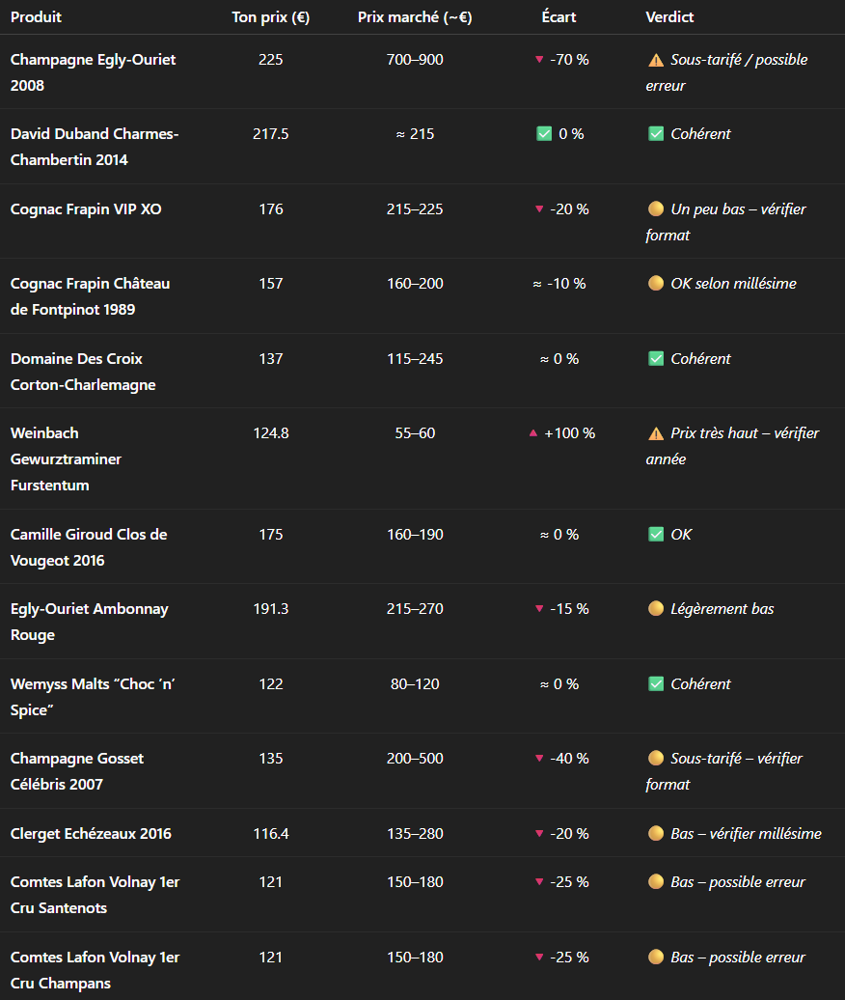 Produit Ton prix (€) Prix marché (~€) Écart Verdict
Champagne Egly-Ouriet 225 700–900 🔻 -70 % ⚠️ Sous-tarifé / possible
2008 erreur
David Duband Charmes- 217.5 ≈ 215 ✅ 0 % ✅ Cohérent
Chambertin 2014
Cognac Frapin VIP XO 176 215–225 🔻 -20 % 🟡 Un peu bas – vérifier
format
Cognac Frapin Château 157 160–200 ≈ -10 % 🟡 OK selon millésime
de Fontpinot 1989
Domaine Des Croix 137 115–245 ≈ 0 % ✅ Cohérent
Corton-Charlemagne
Weinbach 124.8 55–60 🔺 +100 % ⚠️ Prix très haut – vérifier
Gewurztraminer année
Furstentum
Camille Giroud Clos de 175 160–190 ≈ 0 % ✅ OK
Vougeot 2016
Egly-Ouriet Ambonnay 191.3 215–270 🔻 -15 % 🟡 Légèrement bas
Rouge
Wemyss Malts “Choc ‘n’ 122 80–120 ≈ 0 % ✅ Cohérent
Spice”
Champagne Gosset 135 200–500 🔻 -40 % 🟡 Sous-tarifé – vérifier
Célébris 2007 format
Clerget Echézeaux 2016 116.4 135–280 🔻 -20 % 🟡 Bas – vérifier millésime
Comtes Lafon Volnay 1er 121 150–180 🔻 -25 % 🟡 Bas – possible erreur
Cru Santenots
Comtes Lafon Volnay 1er 121 150–180 🔻 -25 % 🟡 Bas – possible erreur
Cru Champans